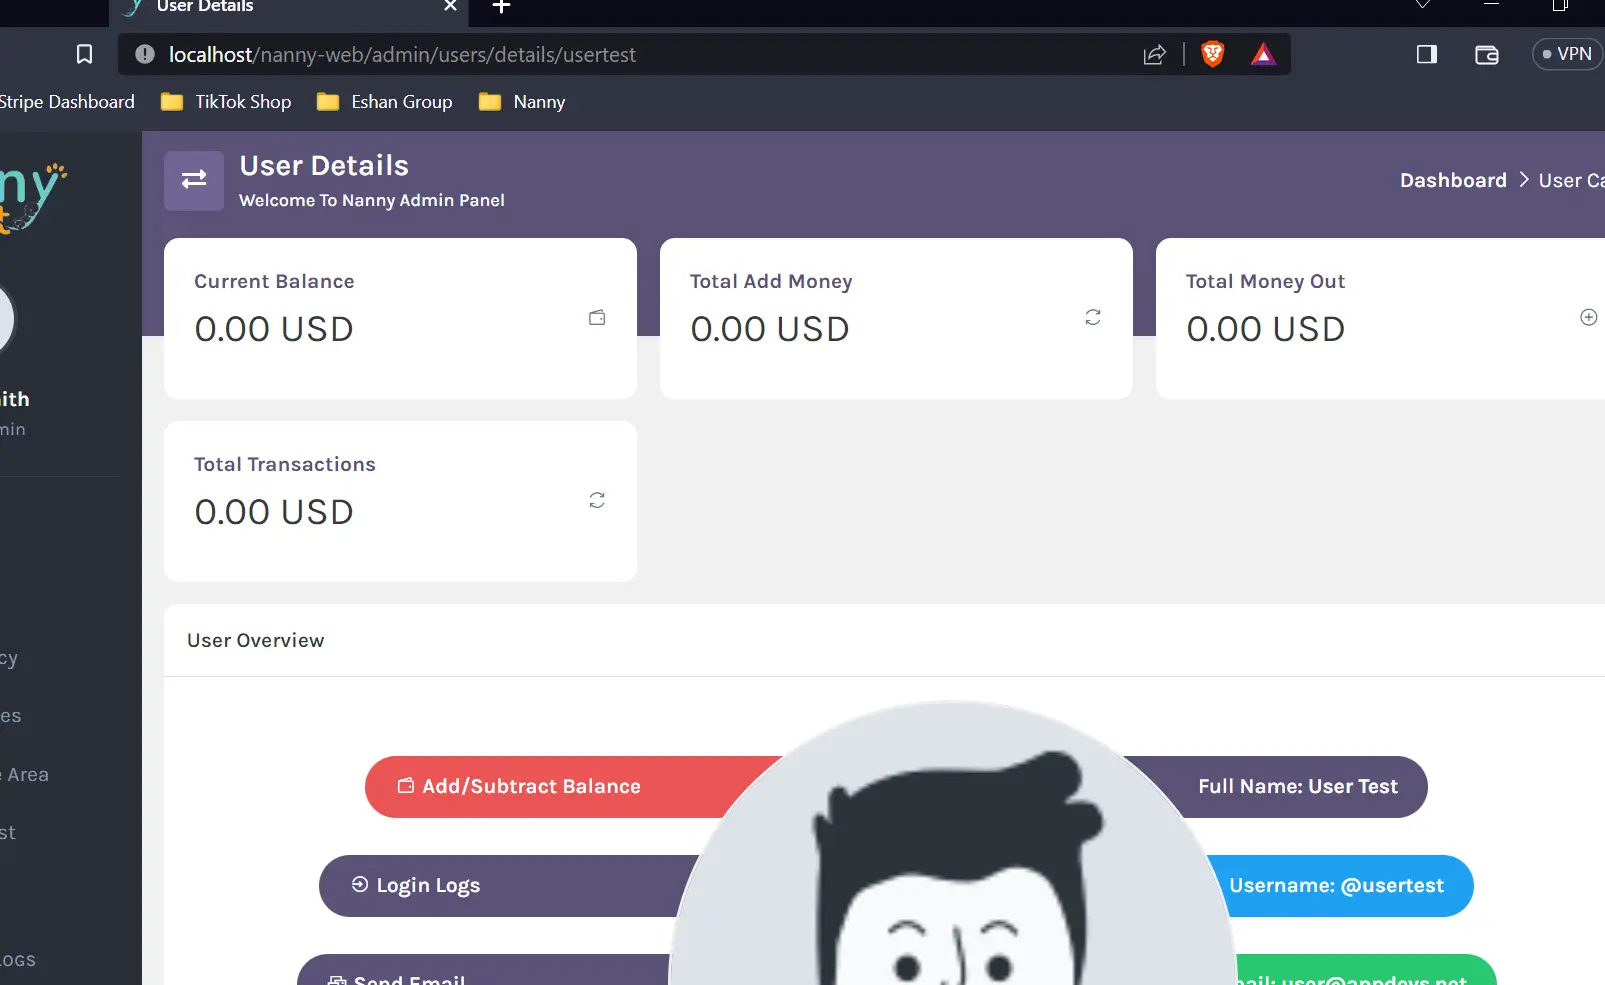 User Details
localhost/nanny-web/admin/users/details/usertest
VPN
Stripe Dashboard
TikTok Shop
Eshan Group
Nanny
ny
User Details
Welcome To Nanny Admin Panel
Dashboard > User Ca
Current Balance
0.00 USD
Total Add Money
0.00 USD
Total Money Out
0.00 USD
ith
min
Total Transactions
0.00 USD
User Overview
cy
es
Area
st
Logs
Add/Subtract Balance
Full Name: User Test
Login Logs
Username: @usertest
Send Email
ail: user@appdevs.net